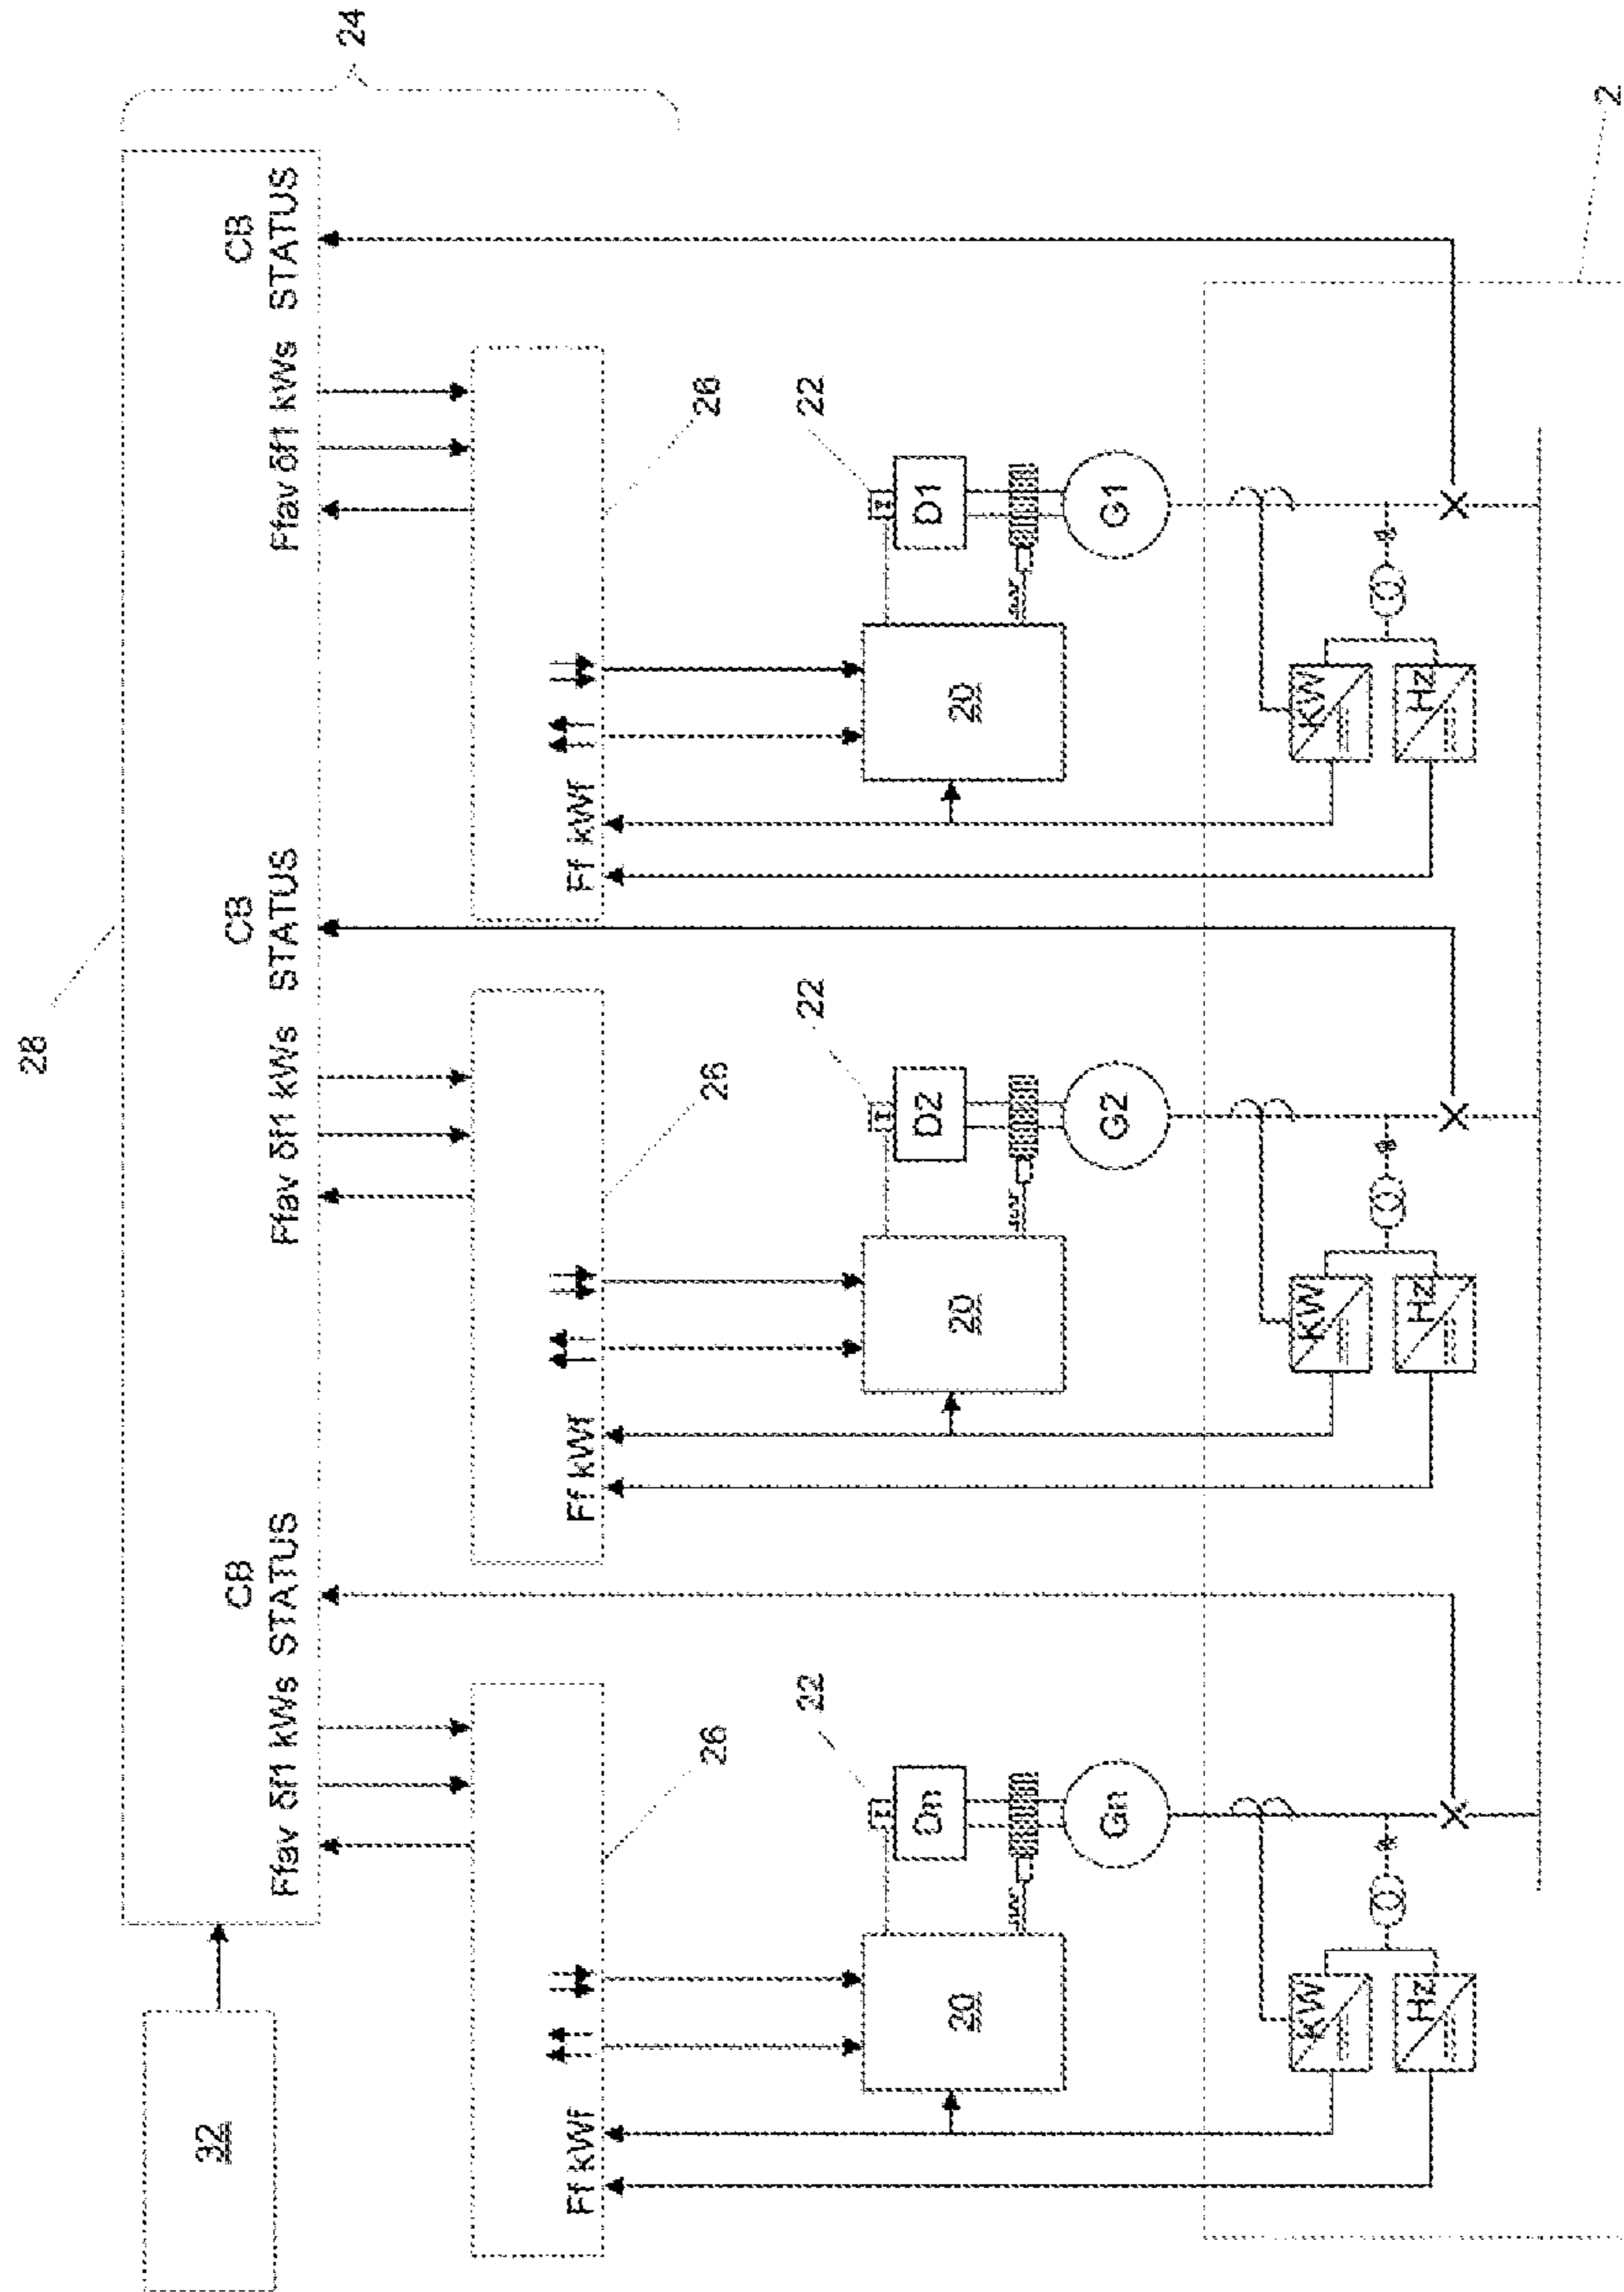 24
28
32
CB
CB
CB
Ffav δf1 kWs STATUS
Ffav δf1 kWs STATUS
Ffav δf1 kWs STATUS
26
26
26
Ff kWf
Ff kWf
Ff kWf
22
22
22
Dn
D2
D1
20
20
20
Gn
G2
G1
KW
KW
KW
Hz
Hz
Hz
2